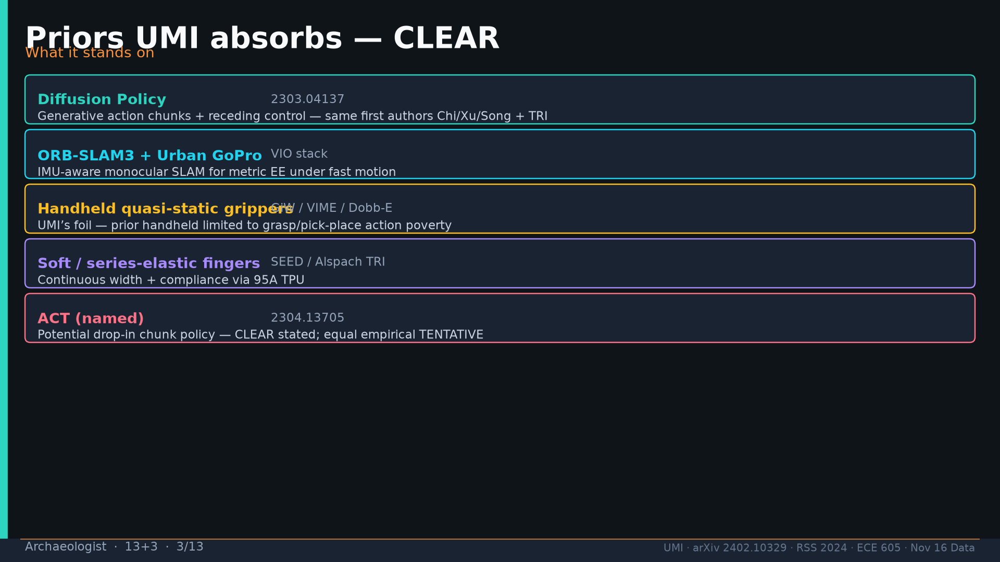 Priors UMI absorbs — CLEAR
What it stands on
Diffusion Policy 2303.04137
Generative action chunks + receding control — same first authors Chi/Xu/Song + TRI
ORB-SLAM3 + Urban GoPro VIO stack
IMU-aware monocular SLAM for metric EE under fast motion
Handheld quasi-static grippers GiW / VIME / Dobb-E
UMI’s foil — prior handheld limited to grasp/pick-place action poverty
Soft / series-elastic fingers SEED / Alspach TRI
Continuous width + compliance via 95A TPU
ACT (named) 2304.13705
Potential drop-in chunk policy — CLEAR stated; equal empirical TENTATIVE
Archaeologist · 13+3 · 3/13
UMI · arXiv 2402.10329 · RSS 2024 · ECE 605 · Nov 16 Data